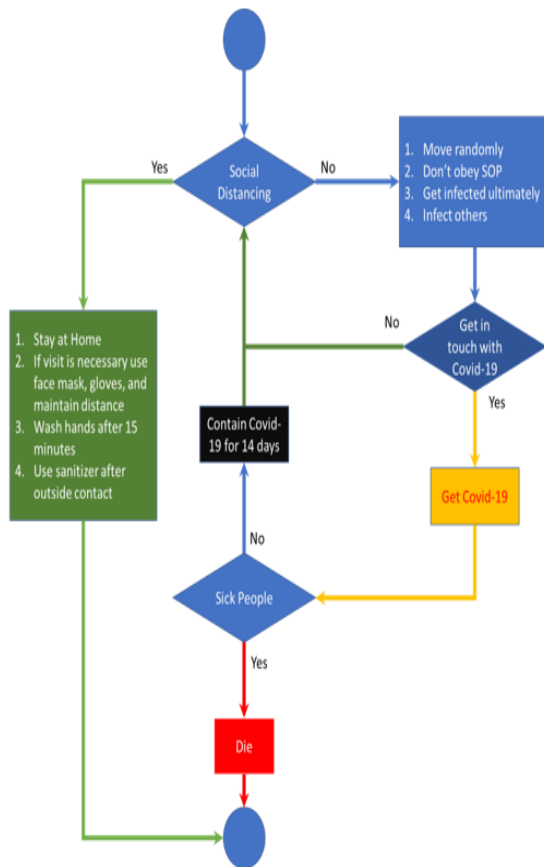 Yes
Social
Distancing
No
1. Move randomly
2. Don't obey SOP
3. Get infected ultimately
4. Infect others
1. Stay at Home
2. If visit is necessary use
face mask, gloves, and
maintain distance
3. Wash hands after 15
minutes
4. Use sanitizer after
outside contact
No
Get in
touch with
Covid-19
Yes
Contain Covid-
19 for 14 days
Get Covid-19
No
Sick People
Yes
Die